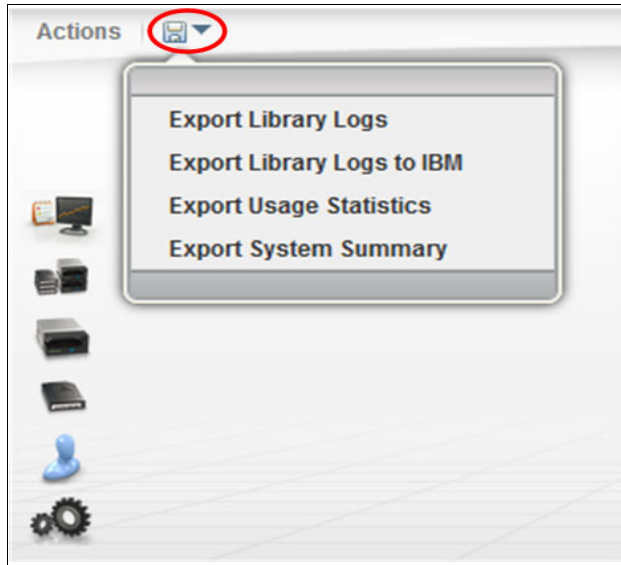 Actions
Export Library Logs
Export Library Logs to IBM
Export Usage Statistics
Export System Summary